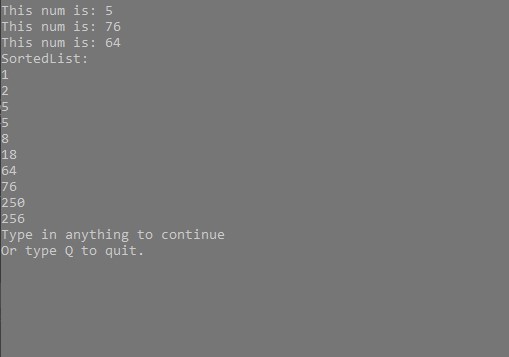 This num is: 5
This num is: 76
This num is: 64
SortedList:
1
2
5
5
8
18
64
76
250
256
Type in anything to continue
Or type Q to quit.